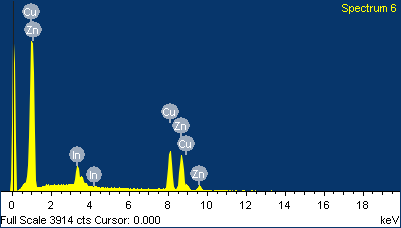 Spectrum 6
Cu
Zn
Cu
Zn
Cu
In
In
Zn
0 2 4 6 8 10 12 14 16 18
Full Scale 3914 cts Cursor: 0.000 keV